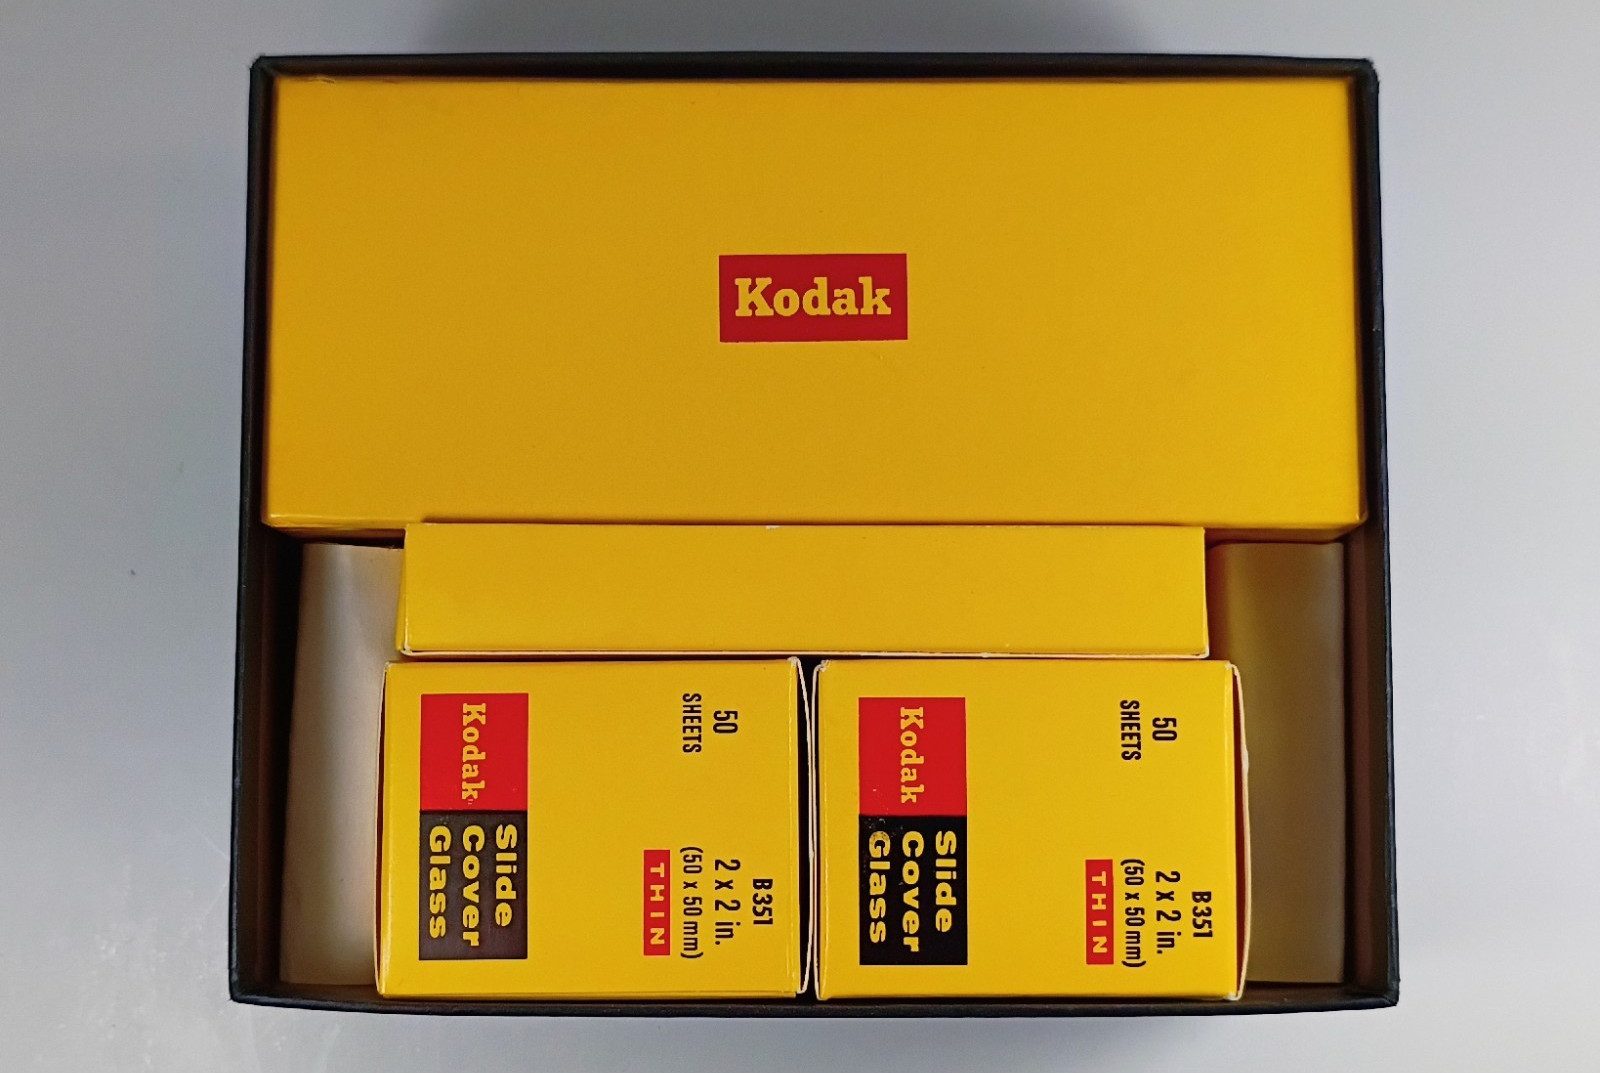 Kodak
Kodak
Slide
Cover
Glass
50
SHEETS
B351
2 x 2 in.
(50 x 50 mm)
THIN
Kodak
Slide
Cover
Glass
50
SHEETS
B351
2 x 2 in.
(50 x 50 mm)
THIN